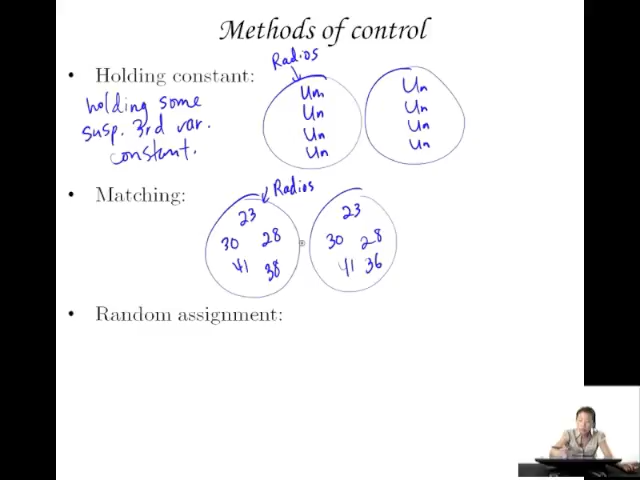 Methods of control
Radios
• Holding constant:
holding some
susp. 3rd var.
constant.
Um Un
Un Un
Un Un
Un Un
• Matching:
Radios
23 23
30 28 30 28
41 38 41 36
• Random assignment: